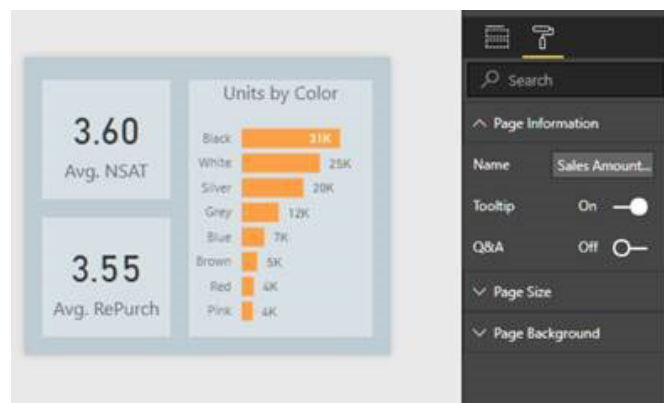 3.60
Avg. NSAT
3.55
Avg. RePurch
Units by Color
Black 31K
White 25K
Silver 20K
Grey 12K
Blue 7K
Brown 5K
Red 4K
Pink 4K
Search
Page Information
Name Sales Amount...
Tooltip On
Q&A Off
Page Size
Page Background